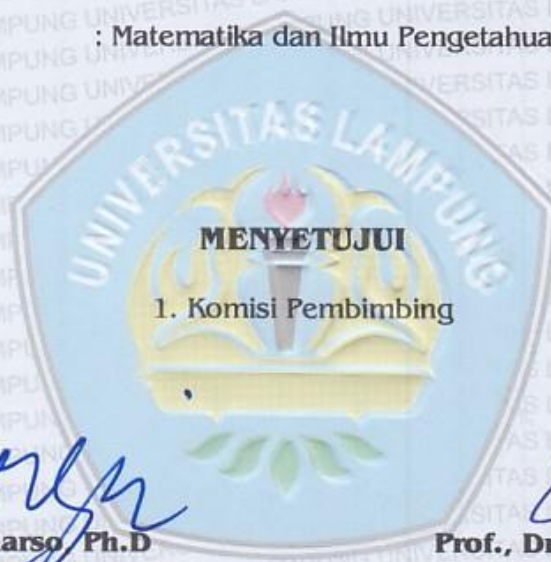 : Matematika dan Ilmu Pengetahua
UNIVERSITAS LAMPUNG
MENYETUJUI
1. Komisi Pembimbing
Ph.D
Prof., Dr